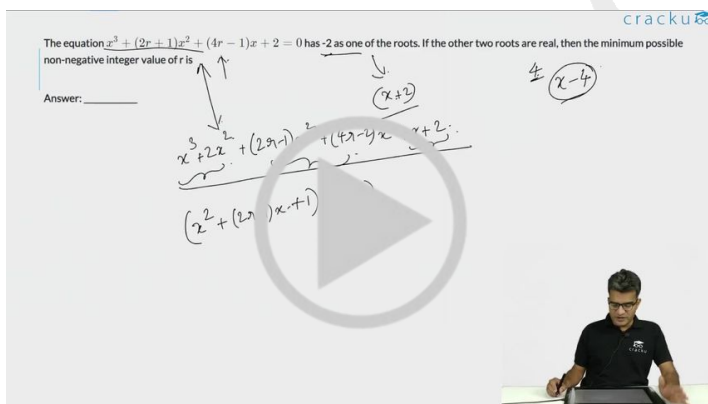 cracku
The equation x³ + (2r + 1)x² + (4r − 1)x + 2 = 0 has -2 as one of the roots. If the other two roots are real, then the minimum possible
non-negative integer value of r is
4 (x-4)
Answer: ________
(x+2)
x³+2x² +(2r-1) ² +(4r-2)x x+2
(x² + (2r )x +1)
cracku